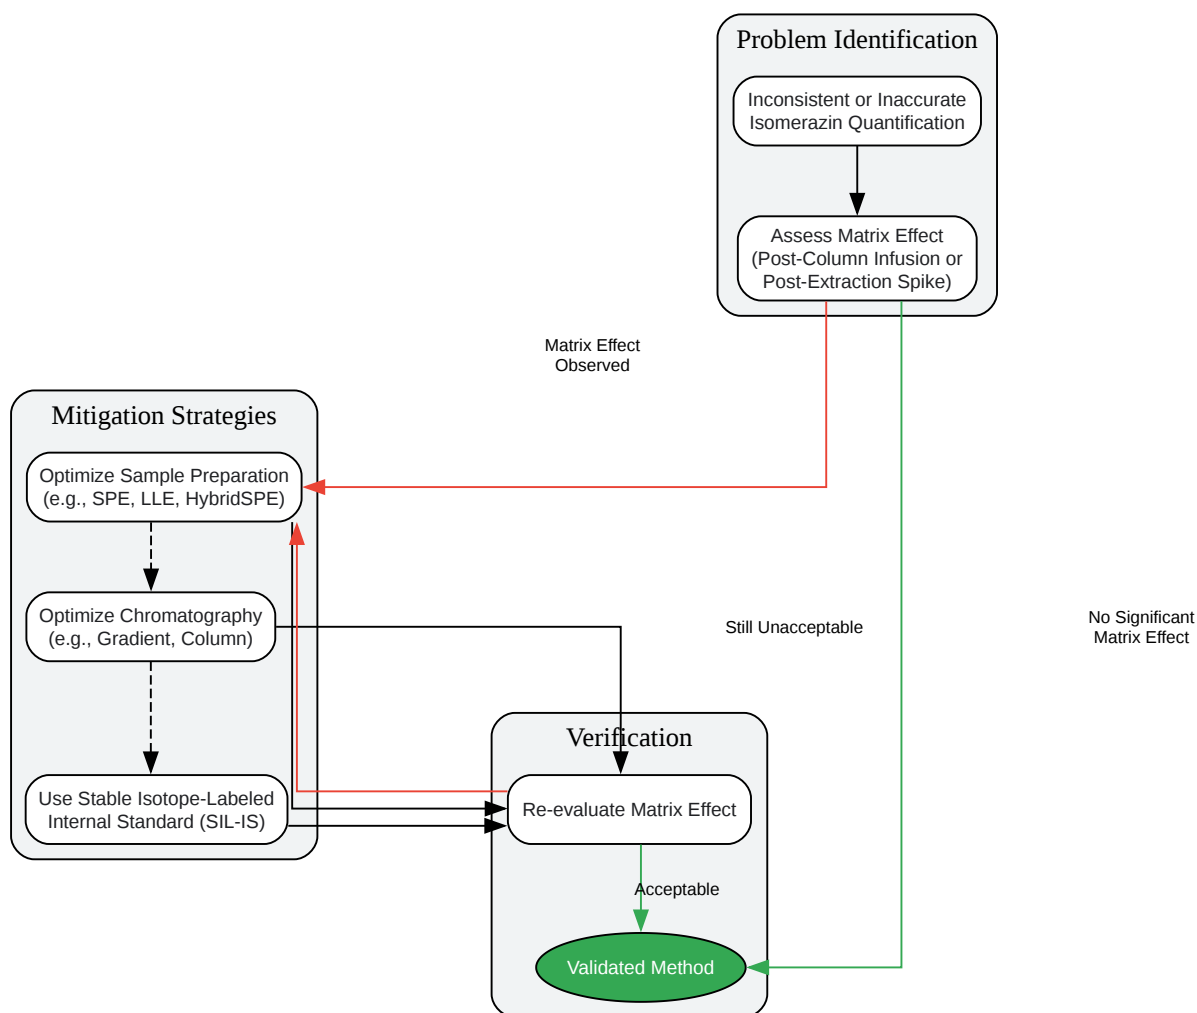 Problem Identification
Inconsistent or Inaccurate
Isomerazin Quantification
Assess Matrix Effect
(Post-Column Infusion or
Post-Extraction Spike)
Matrix Effect
Observed
Mitigation Strategies
Optimize Sample Preparation
(e.g., SPE, LLE, HybridSPE)
Optimize Chromatography
(e.g., Gradient, Column)
Still Unacceptable
No Significant
Matrix Effect
Verification
Use Stable Isotope-Labeled
Internal Standard (SIL-IS)
Re-evaluate Matrix Effect
Acceptable
Validated Method